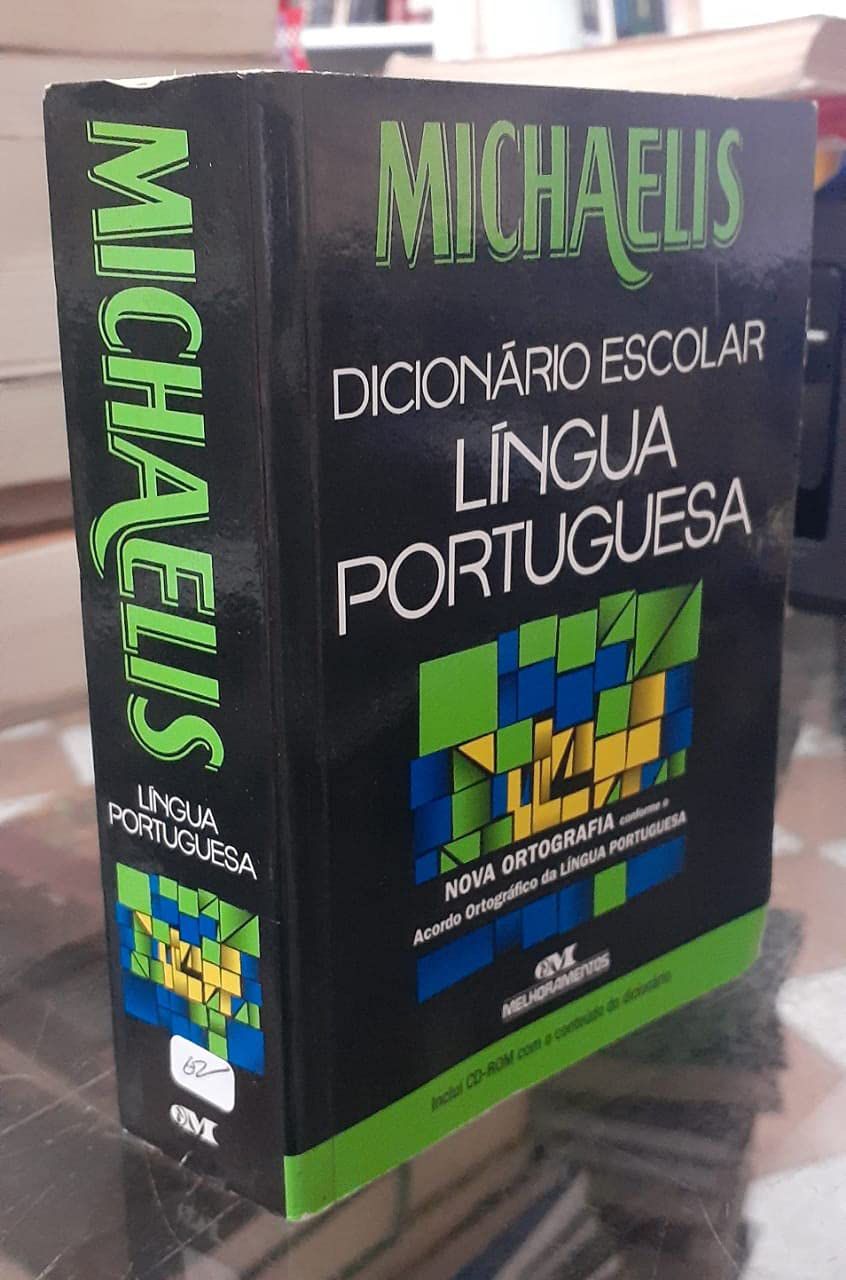 MICHAELIS
LÍNGUA
PORTUGUESA
62
MICHAELIS
DICIONÁRIO ESCOLAR
LÍNGUA
PORTUGUESA
NOVA ORTOGRAFIA conforme o
Acordo Ortográfico da LÍNGUA PORTUGUESA
MELHORAMENTOS
Inclui CD-ROM com o conteúdo do dicionário